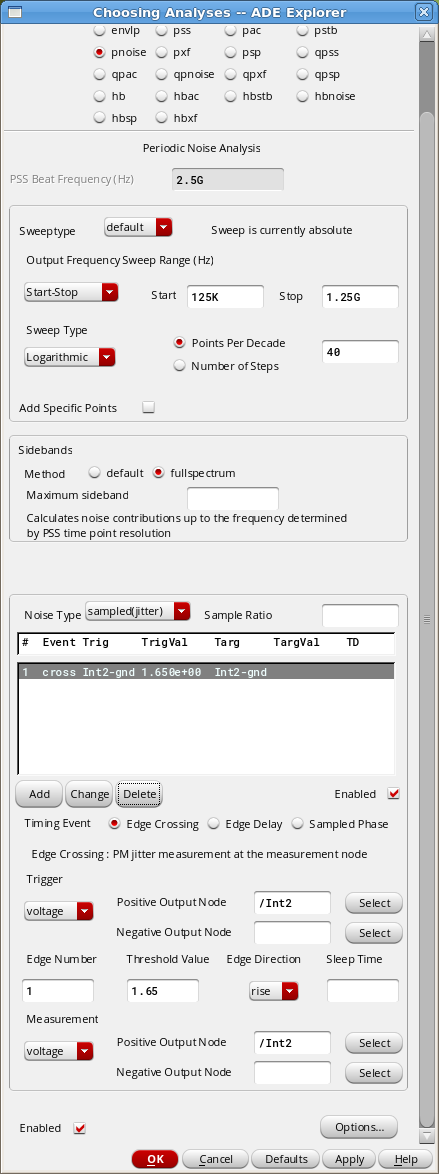 Choosing Analyses -- ADE Explorer
envlp pss pac pstb
pnoise pxf psp qpss
qpac qpnoise qpxf qpsp
hb hbac hbstb hbnoise
hbsp hbxf
Periodic Noise Analysis
PSS Beat Frequency (Hz) 2.5G
Sweeptype default Sweep is currently absolute
Output Frequency Sweep Range (Hz)
Start-Stop Start 125K Stop 1.25G
Sweep Type
Logarithmic Points Per Decade 40
Number of Steps
Add Specific Points
Sidebands
Method default fullspectrum
Maximum sideband
Calculates noise contributions up to the frequency determined
by PSS time point resolution
Noise Type sampled(jitter) Sample Ratio
# Event Trig TrigVal Targ TargVal TD
1 cross Int2-gnd 1.650e+00 Int2-gnd
Add Change Delete Enabled
Timing Event Edge Crossing Edge Delay Sampled Phase
Edge Crossing : PM jitter measurement at the measurement node
Trigger
voltage Positive Output Node /Int2 Select
Negative Output Node Select
Edge Number Threshold Value Edge Direction Sleep Time
1 1.65 rise
Measurement
voltage Positive Output Node /Int2 Select
Negative Output Node Select
Enabled Options...
OK Cancel Defaults Apply Help